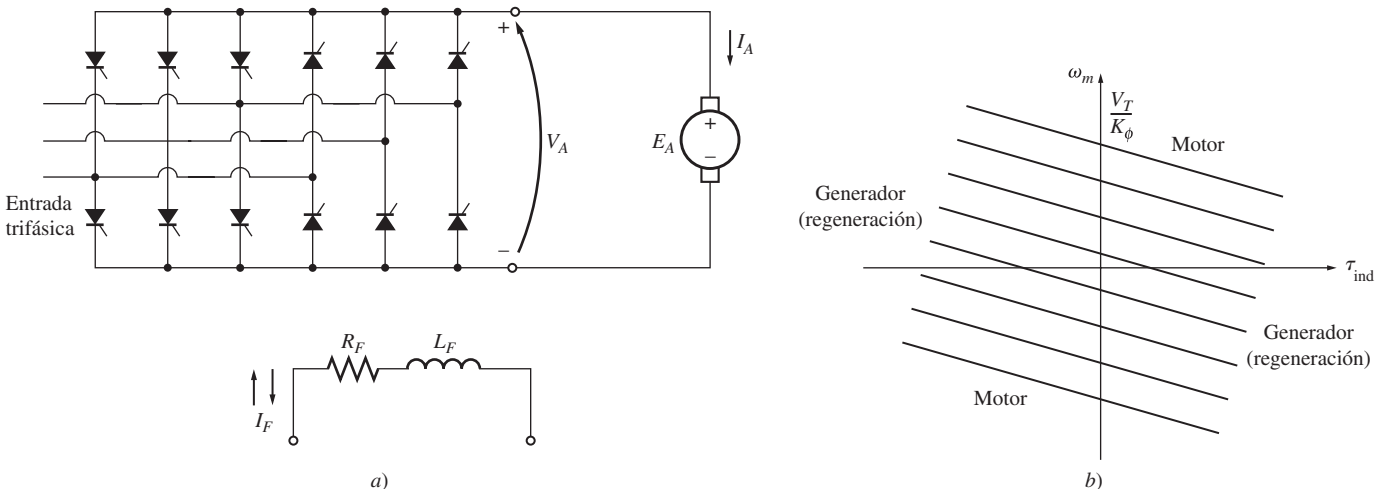 +
V_A
−
I_A
+
E_A
−
Entrada
trifásica
R_F
L_F
I_F
a)
ω_m
V_T
K_ϕ
Motor
Generador
(regeneración)
τ_ind
Generador
(regeneración)
Motor
b)